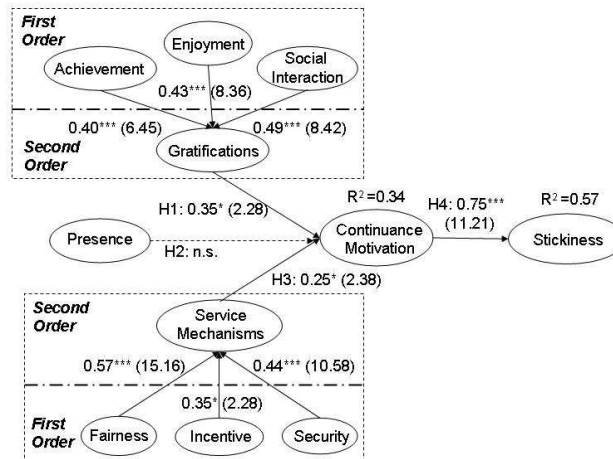 First
Order
Enjoyment
Achievement
Social
Interaction
0.43*** (8.36)
0.40*** (6.45)
0.49*** (8.42)
Second
Order
Gratifications
H1: 0.35* (2.28)
R²=0.34
H4: 0.75***
(11.21)
R²=0.57
Presence
H2: n.s.
Continuance
Motivation
Stickiness
H3: 0.25* (2.38)
Second
Order
Service
Mechanisms
0.57*** (15.16)
0.44*** (10.58)
0.35* (2.28)
First
Order
Fairness
Incentive
Security